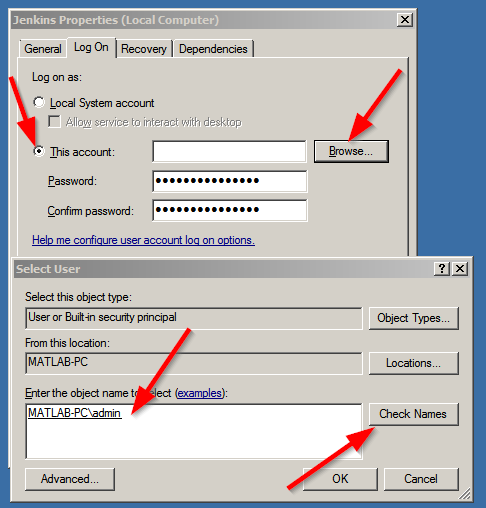 Jenkins Properties (Local Computer)
General Log On Recovery Dependencies
Log on as:
Local System account
Allow service to interact with desktop
This account: Browse...
Password: •••••••••••••••
Confirm password: •••••••••••••••
Help me configure user account log on options.
Select User
Select this object type:
User or Built-in security principal Object Types...
From this location:
MATLAB-PC Locations...
Enter the object name to select (examples):
MATLAB-PC\admin Check Names
Advanced... OK Cancel